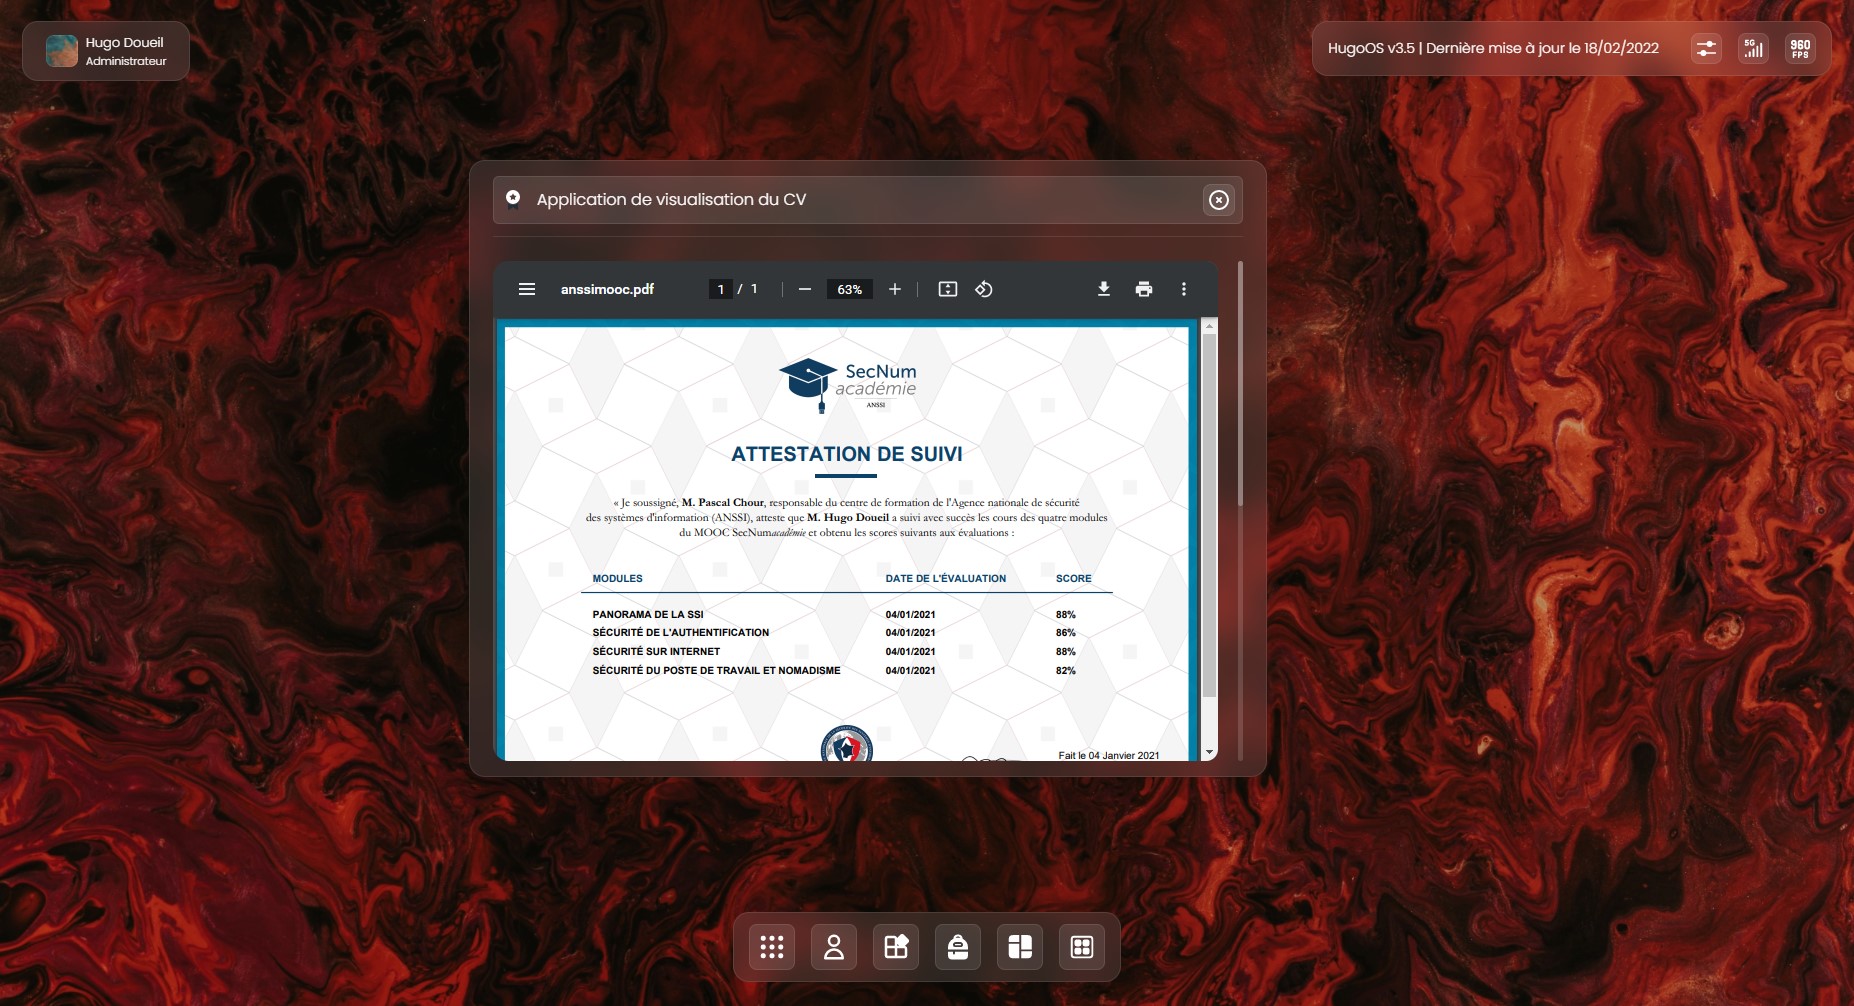 Hugo Doueil
Administrateur
HugoOS v3.5 | Dernière mise à jour le 18/02/2022
5G
960
FPS
Application de visualisation du CV
anssimooc.pdf
1 / 1
63%
SecNum
académie
ANSSI
ATTESTATION DE SUIVI
« Je soussigné, M. Pascal Chour, responsable du centre de formation de l'Agence nationale de sécurité
des systèmes d'information (ANSSI), atteste que M. Hugo Doueil a suivi avec succès les cours des quatre modules
du MOOC SecNumacadémie et obtenu les scores suivants aux évaluations :
MODULES DATE DE L'ÉVALUATION SCORE
PANORAMA DE LA SSI 04/01/2021 88%
SÉCURITÉ DE L'AUTHENTIFICATION 04/01/2021 86%
SÉCURITÉ SUR INTERNET 04/01/2021 88%
SÉCURITÉ DU POSTE DE TRAVAIL ET NOMADISME 04/01/2021 82%
Fait le 04 Janvier 2021